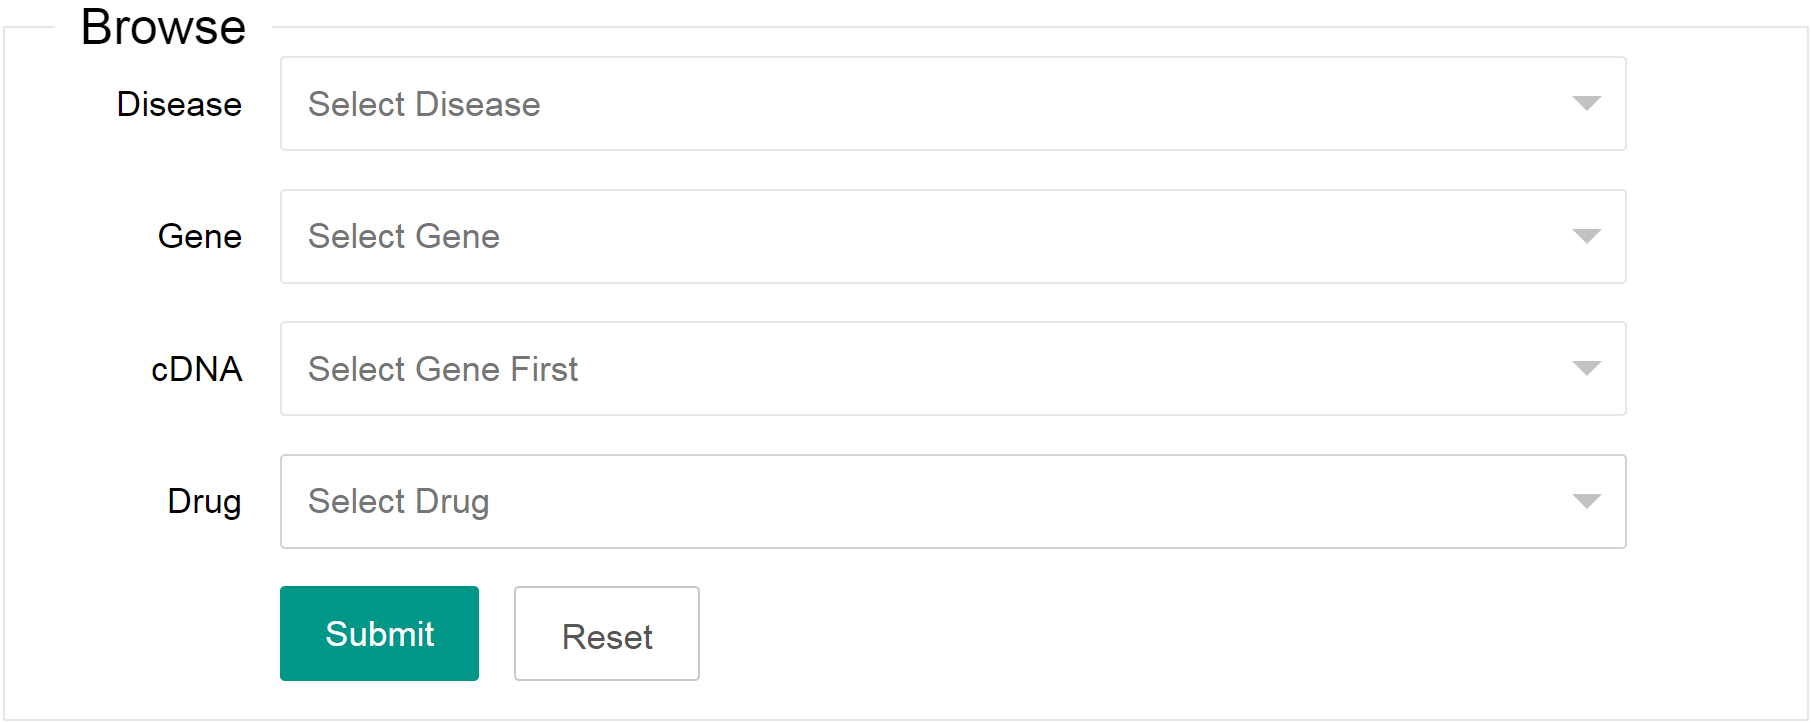 Browse
Disease Select Disease
Gene Select Gene
cDNA Select Gene First
Drug Select Drug
Submit Reset